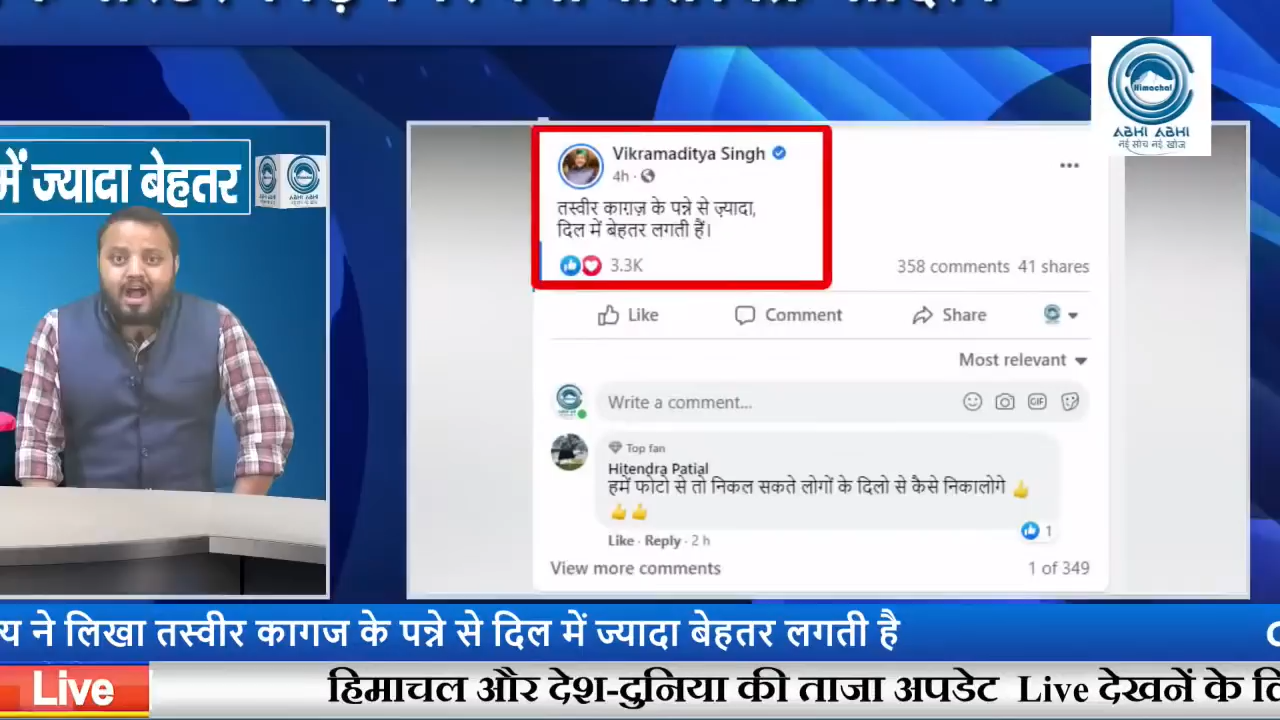 में ज्यादा बेहतर
Himachal
ABHI ABHI
नई सोच नई खोज
Vikramaditya Singh
4h
तस्वीर काग़ज़ के पन्ने से ज़्यादा,
दिल में बेहतर लगती हैं।
3.3K
358 comments 41 shares
Like Comment Share
Most relevant
Write a comment...
GIF
Top fan
Hitendra Patial
हमें फोटो से तो निकल सकते लोगों के दिलो से कैसे निकालोगे 👍
👍👍
1
Like · Reply · 2 h
View more comments
1 of 349
य ने लिखा तस्वीर कागज के पन्ने से दिल में ज्यादा बेहतर लगती है
Live
हिमाचल और देश-दुनिया की ताजा अपडेट Live देखनें के